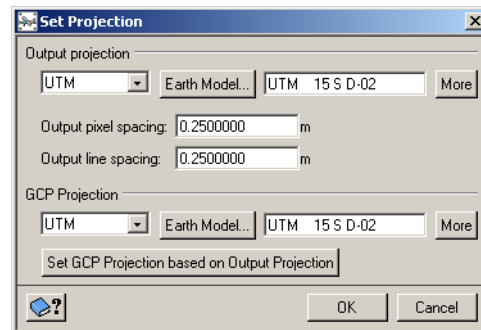 Set Projection
Output projection
UTM Earth Model... UTM 15 S D-02 More
Output pixel spacing: 0.2500000 m
Output line spacing: 0.2500000 m
GCP Projection
UTM Earth Model... UTM 15 S D-02 More
Set GCP Projection based on Output Projection
? OK Cancel